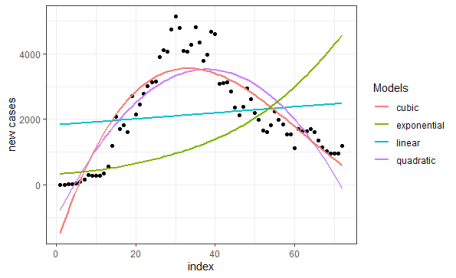 4000
2000
0
new cases
0
20
40
60
index
Models
cubic
exponential
linear
quadratic